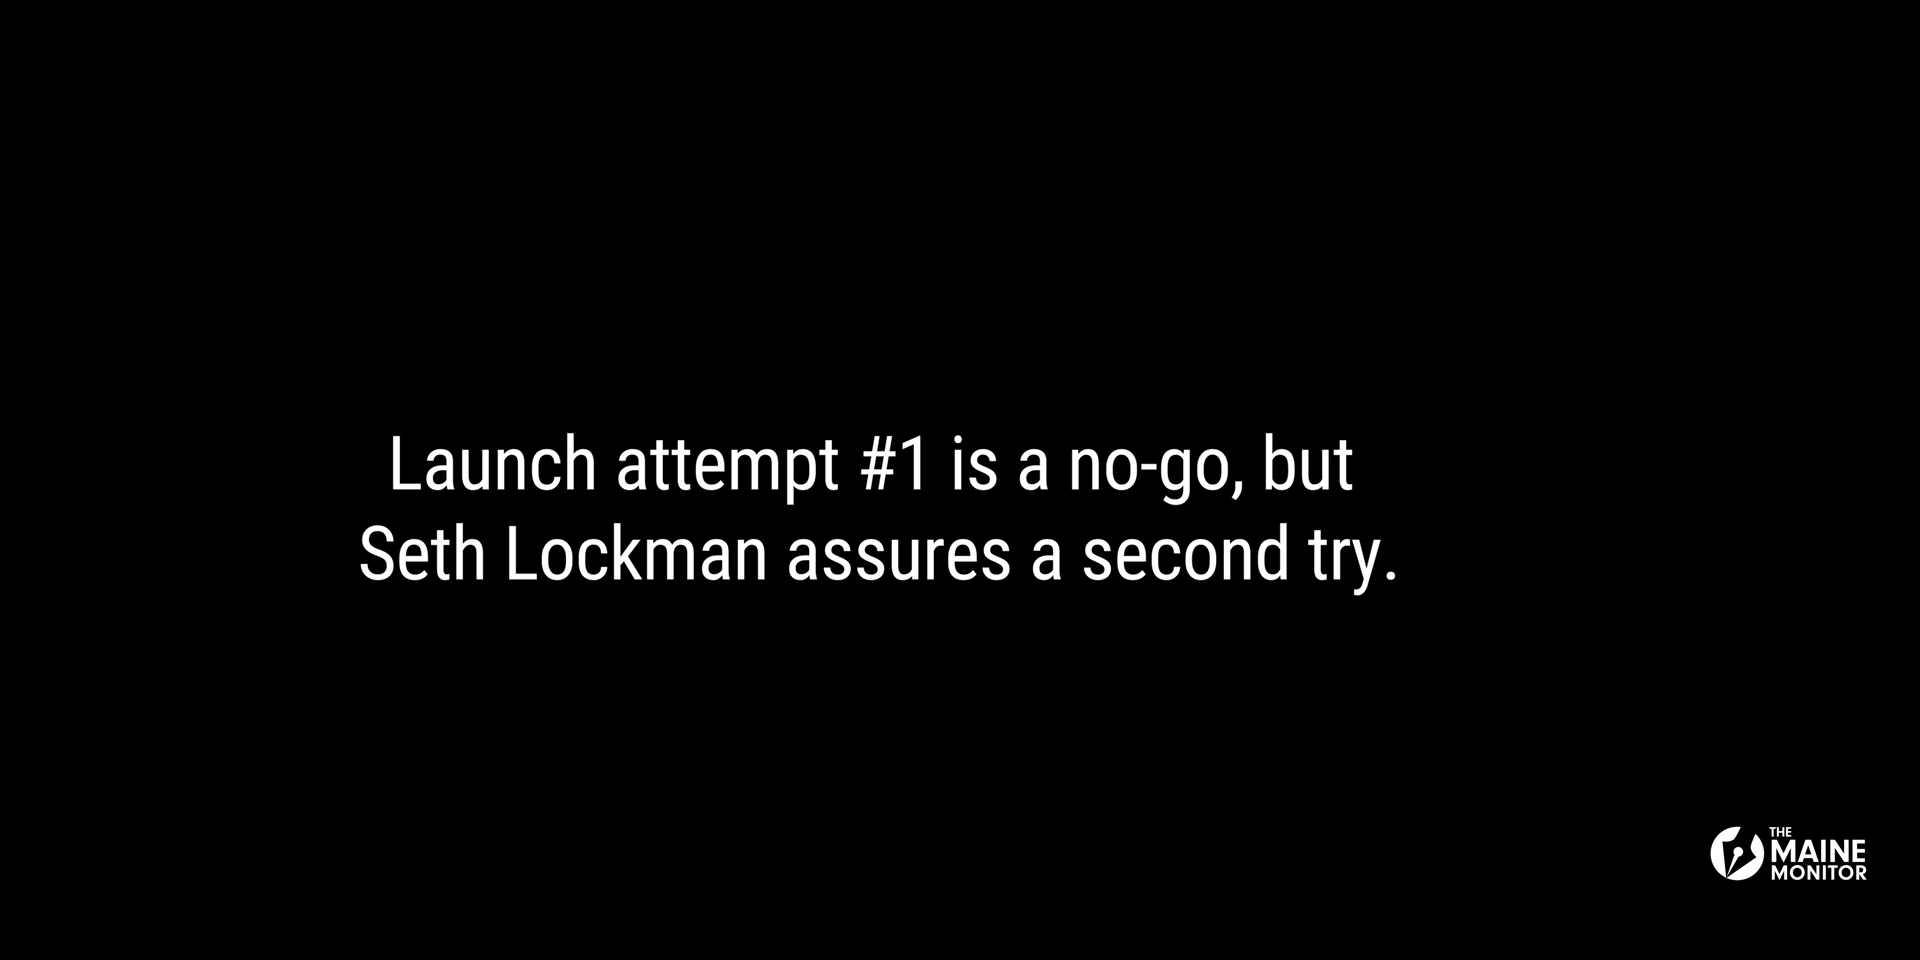 Launch attempt #1 is a no-go, but
Seth Lockman assures a second try.
THE
MAINE
MONITOR